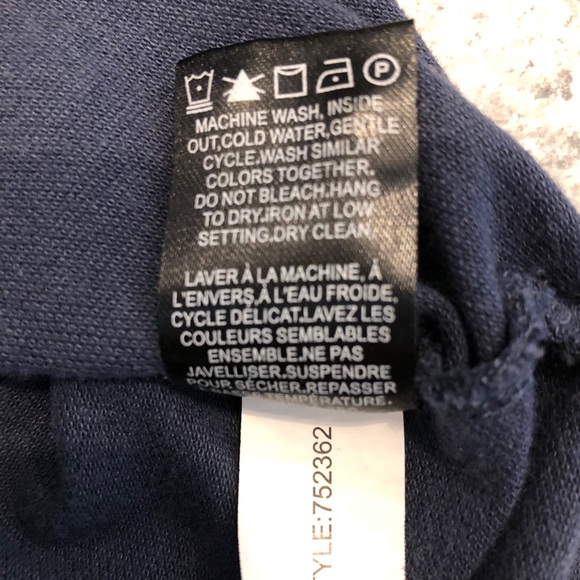 P
MACHINE WASH, INSIDE
OUT,COLD WATER,GENTLE
CYCLE,WASH SIMILAR
COLORS TOGETHER.
DO NOT BLEACH.HANG
TO DRY.IRON AT LOW
SETTING.DRY CLEAN.
LAVER À LA MACHINE, À
L'ENVERS,À L'EAU FROIDE,
CYCLE DÉLICAT.LAVEZ LES
COULEURS SEMBLABLES
ENSEMBLE.NE PAS
JAVELLISER.SUSPENDRE
POUR SÉCHER.REPASSER
TEMPÉRATURE.
TYLE:752362